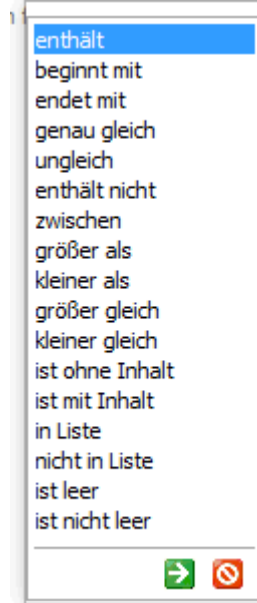 enthält
beginnt mit
endet mit
genau gleich
ungleich
enthält nicht
zwischen
größer als
kleiner als
größer gleich
kleiner gleich
ist ohne Inhalt
ist mit Inhalt
in Liste
nicht in Liste
ist leer
ist nicht leer